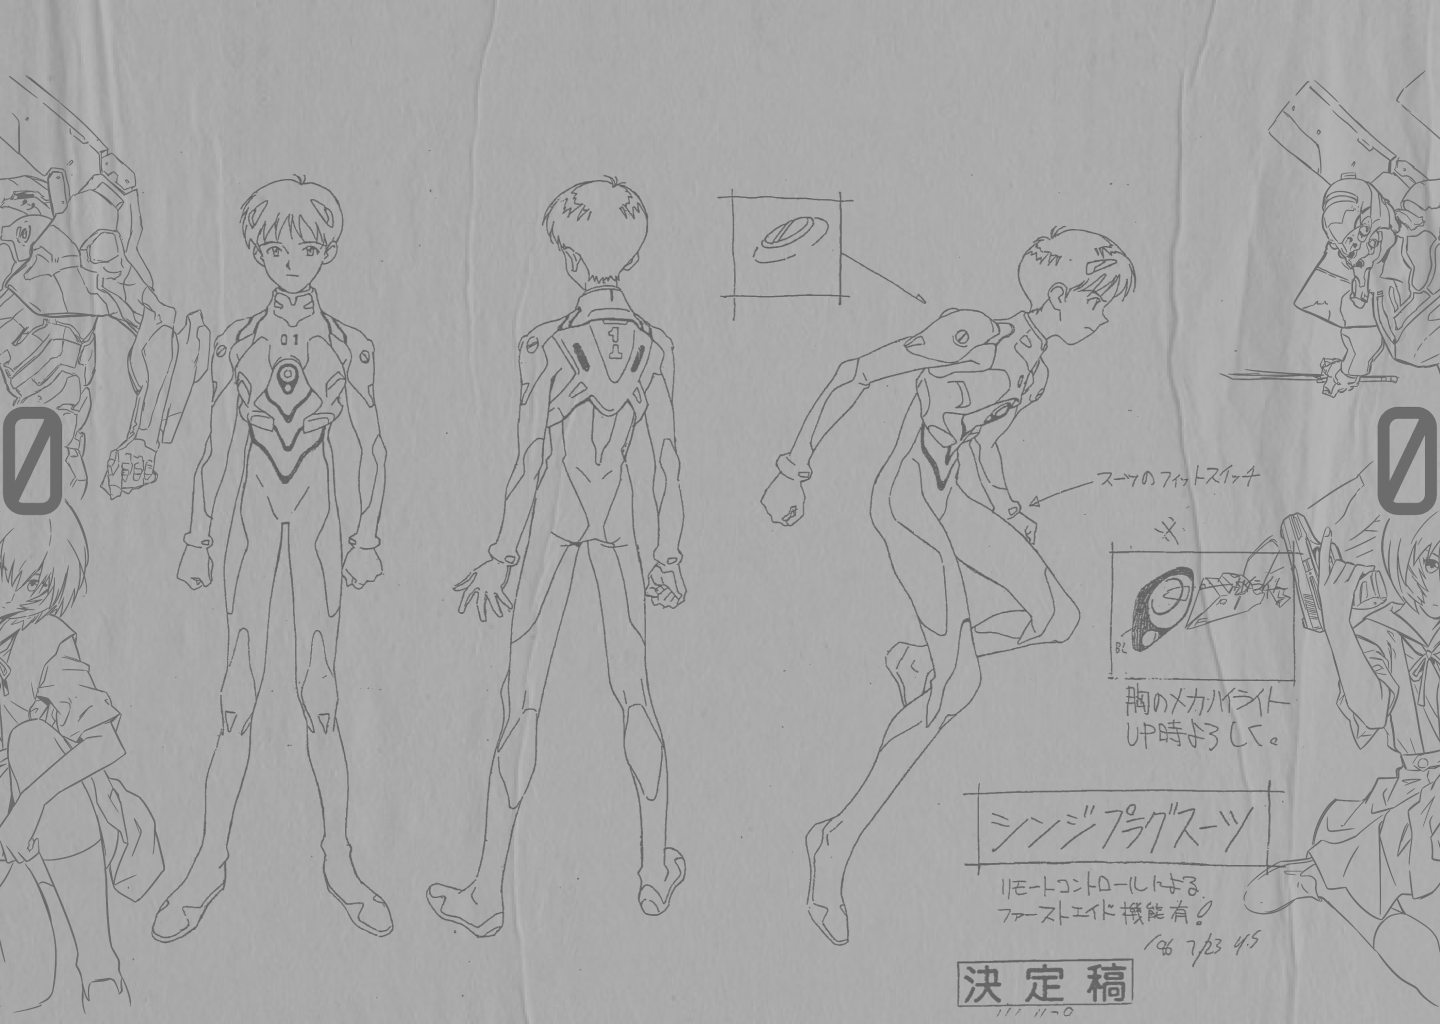 01
1
スーツのフィットスイッチ
※
BL
胸のメカハイライト
UP時よろしく。
シンジプラグスーツ
リモートコントロールによる
ファーストエイド機能有!
'96 7/23 Y.S
決定稿
0
0